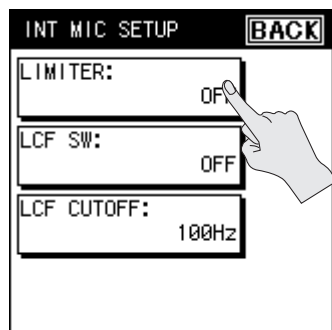 INT MIC SETUP BACK
LIMITER:
OF
LCF SW:
OFF
LCF CUTOFF:
100Hz